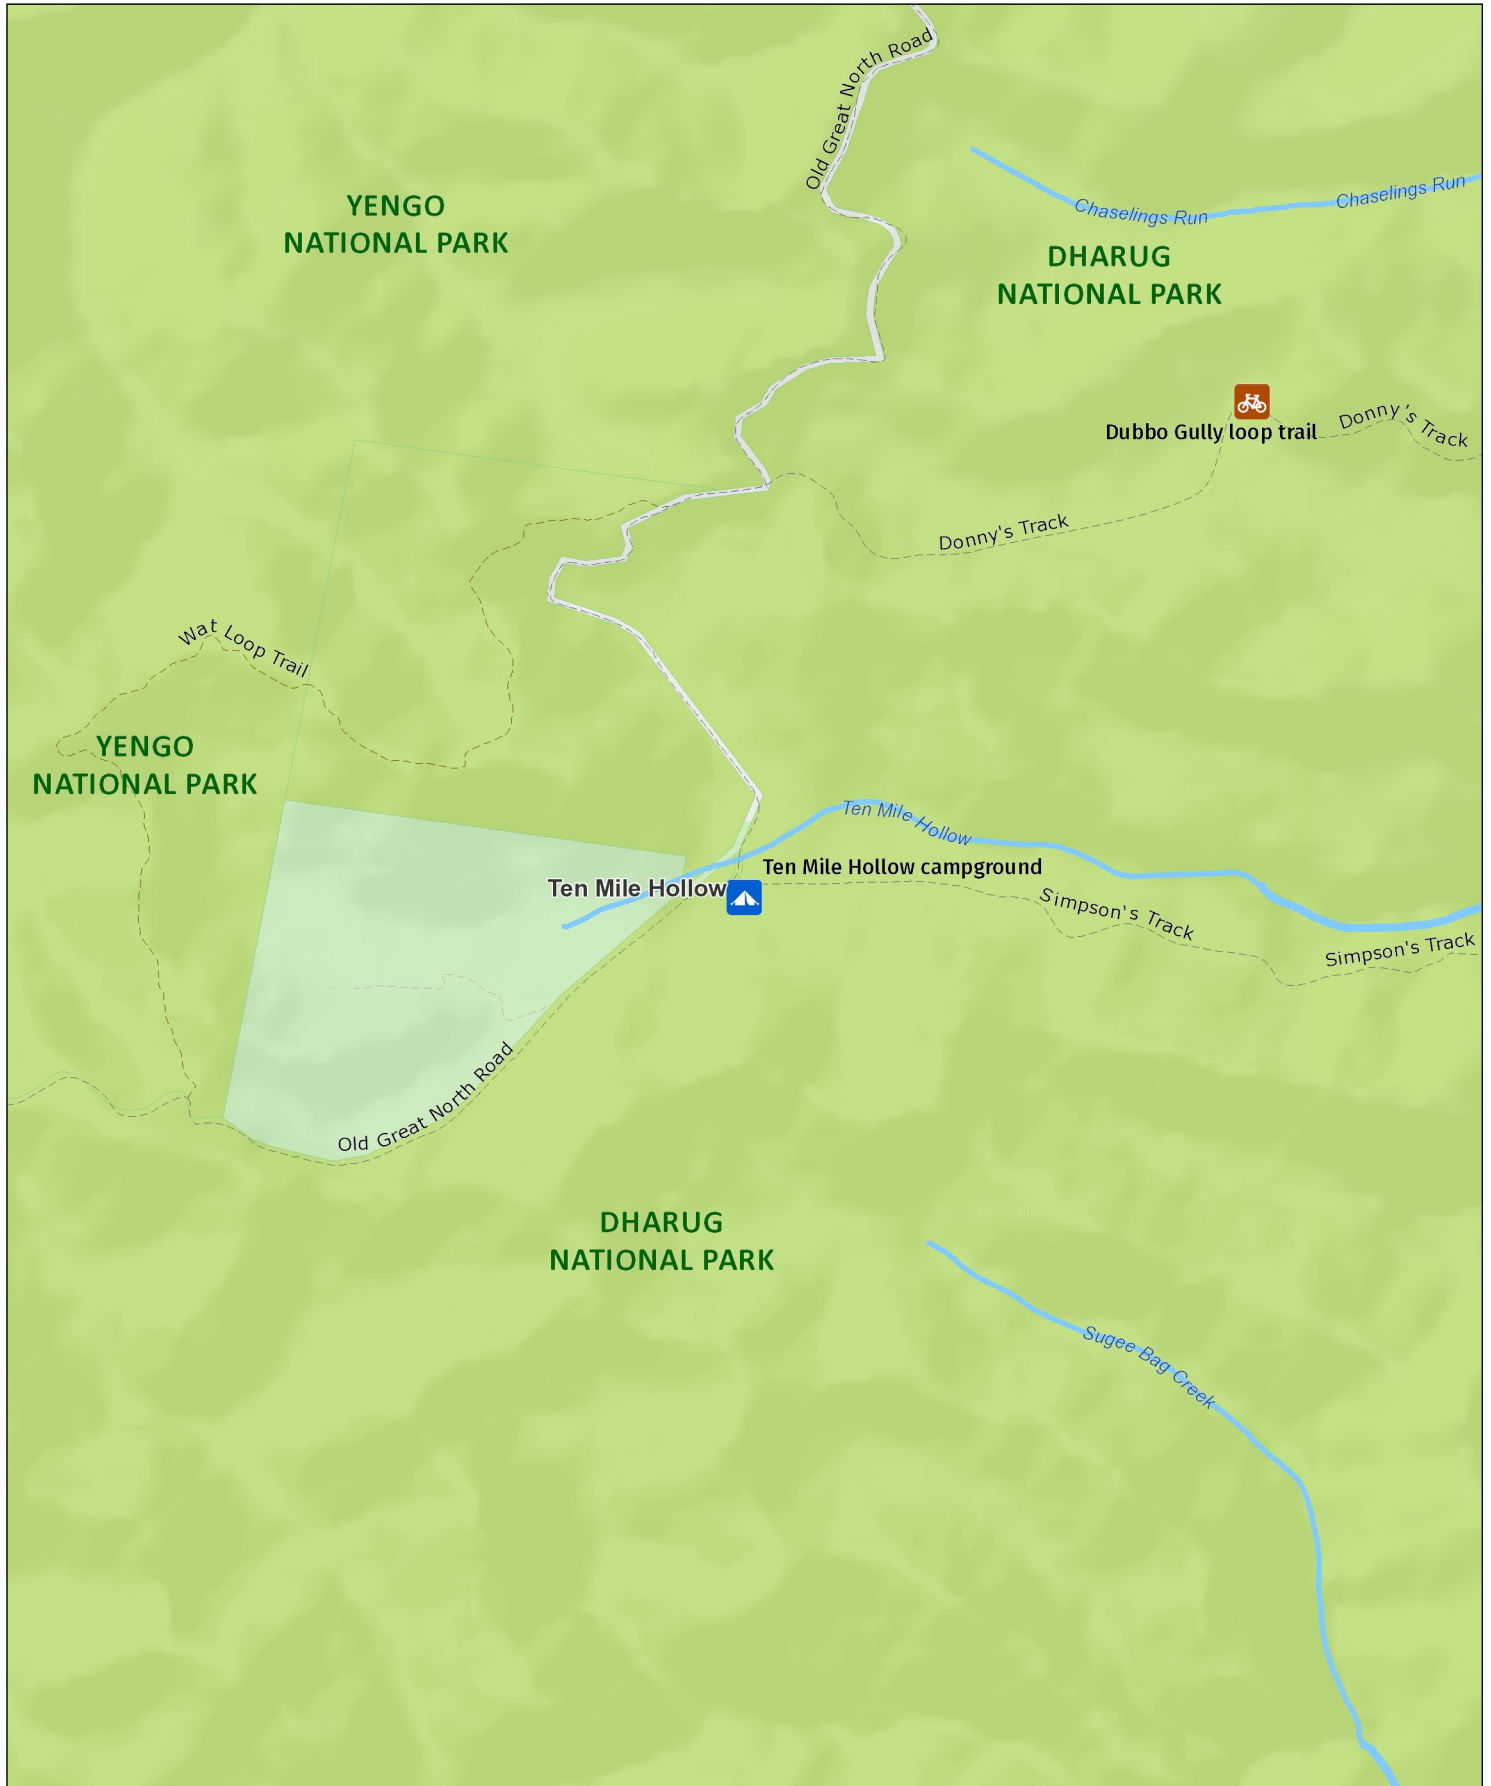 Old Great North Road
Chaselings Run
Chaselings Run
YENGO
NATIONAL PARK
DHARUG
NATIONAL PARK
Donny's Track
Dubbo Gully loop trail
Donny's Track
Wat Loop Trail
YENGO
NATIONAL PARK
Ten Mile Hollow
Ten Mile Hollow campground
Ten Mile Hollow
Simpson's Track
Simpson's Track
Old Great North Road
DHARUG
NATIONAL PARK
Sugee Bag Creek